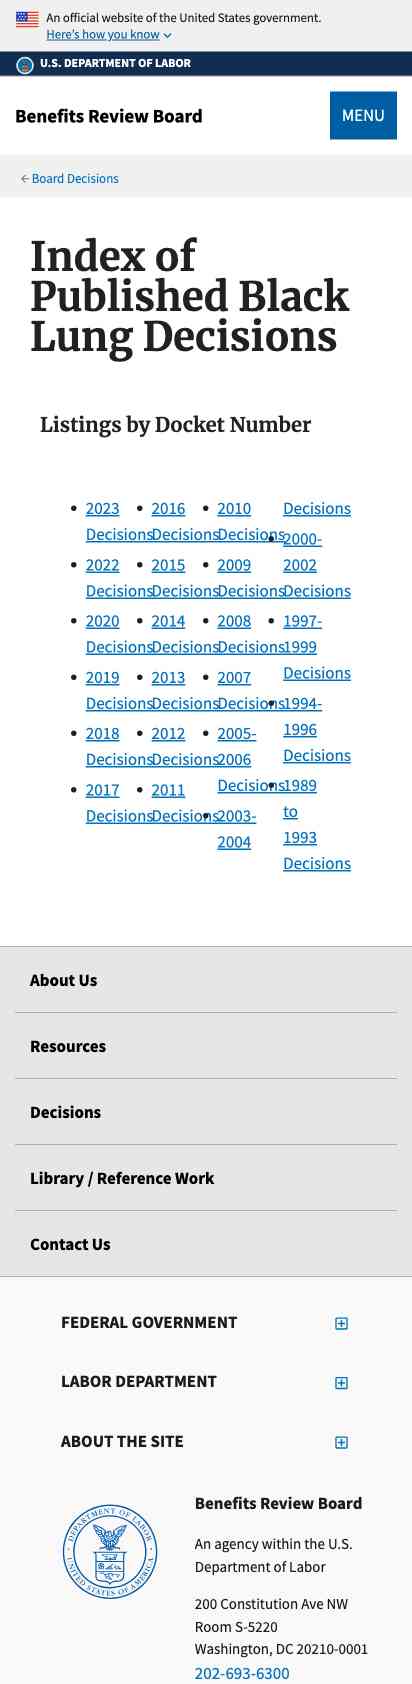 An official website of the United States government.
Here's how you know
U.S. DEPARTMENT OF LABOR
Benefits Review Board
MENU
Board Decisions
Index of
Published Black
Lung Decisions
Listings by Docket Number
2023
Decisions
2022
Decisions
2020
Decisions
2019
Decisions
2018
Decisions
2017
Decisions
2016
Decisions
2015
Decisions
2014
Decisions
2013
Decisions
2012
Decisions
2011
Decisions
2010
Decisions
2009
Decisions
2008
Decisions
2007
Decisions
2005-
2006
Decisions
2003-
2004
Decisions
2000-
2002
Decisions
1997-
1999
Decisions
1994-
1996
Decisions
1989
to
1993
Decisions
About Us
Resources
Decisions
Library / Reference Work
Contact Us
FEDERAL GOVERNMENT
LABOR DEPARTMENT
ABOUT THE SITE
DEPARTMENT OF LABOR
UNITED STATES OF AMERICA
Benefits Review Board
An agency within the U.S.
Department of Labor
200 Constitution Ave NW
Room S-5220
Washington, DC 20210-0001
202-693-6300